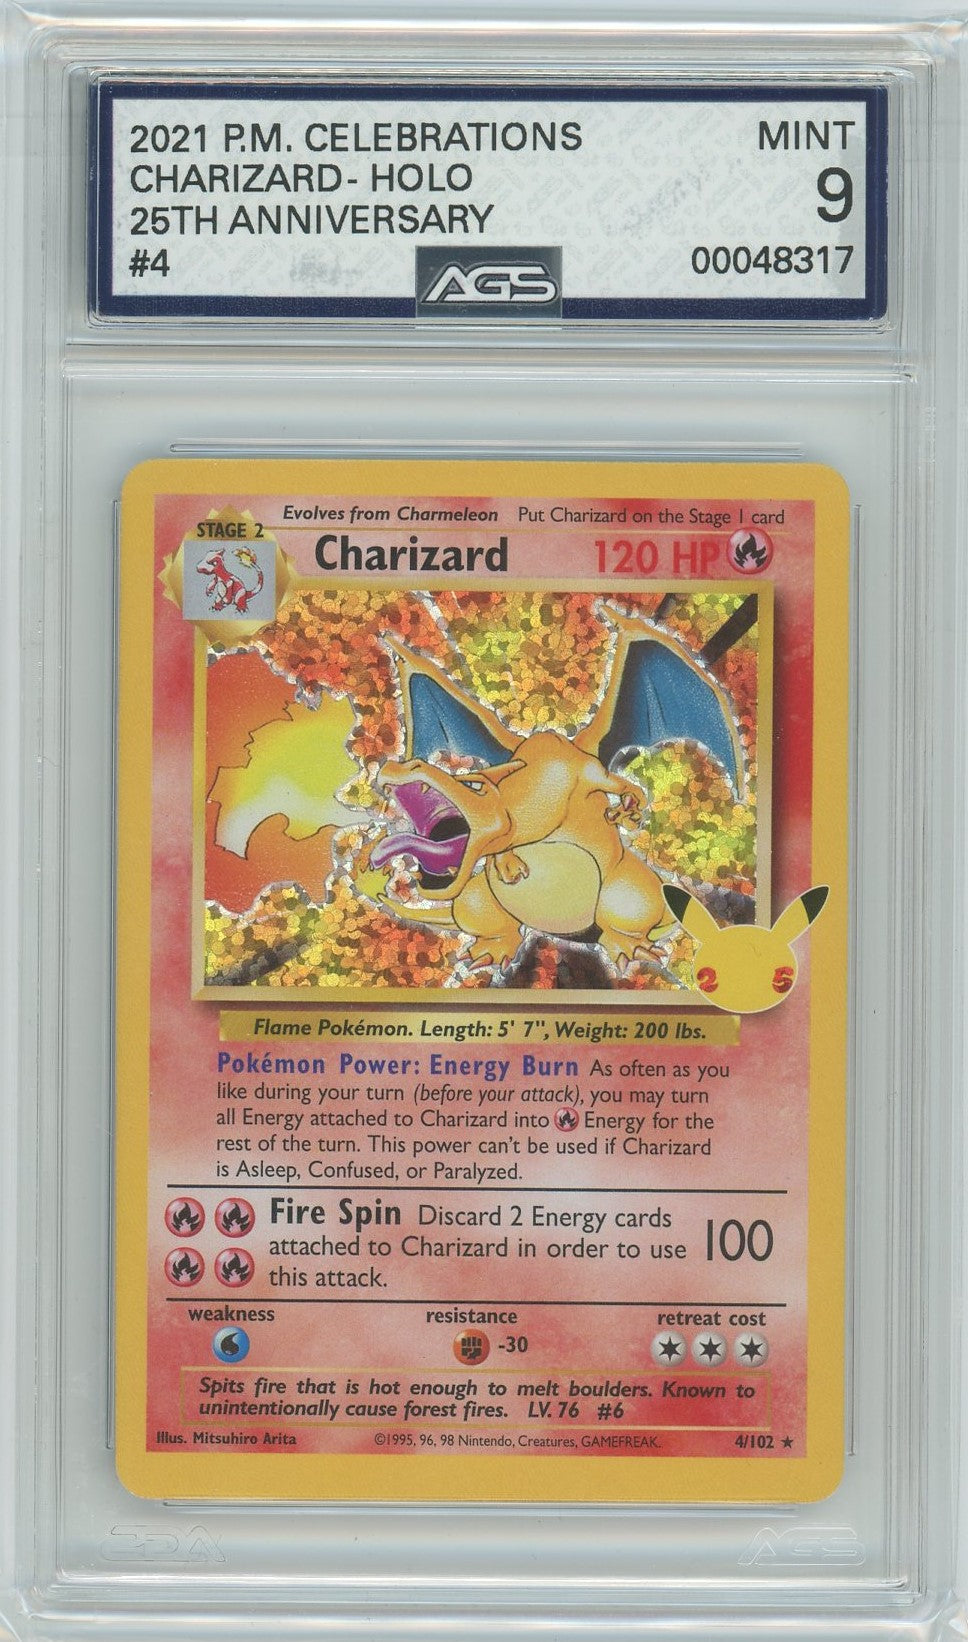 2021 P.M. CELEBRATIONS MINT
CHARIZARD- HOLO 9
25TH ANNIVERSARY
#4 AGS 00048317
Evolves from Charmeleon Put Charizard on the Stage 1 card
STAGE 2
Charizard 120 HP
2 5
Flame Pokémon. Length: 5' 7", Weight: 200 lbs.
Pokémon Power: Energy Burn As often as you
like during your turn (before your attack), you may turn
all Energy attached to Charizard into Energy for the
rest of the turn. This power can't be used if Charizard
is Asleep, Confused, or Paralyzed.
Fire Spin Discard 2 Energy cards
attached to Charizard in order to use 100
this attack.
weakness resistance retreat cost
-30
Spits fire that is hot enough to melt boulders. Known to
unintentionally cause forest fires. LV. 76 #6
Illus. Mitsuhiro Arita ©1995, 96, 98 Nintendo, Creatures, GAMEFREAK. 4/102 ★
AGS